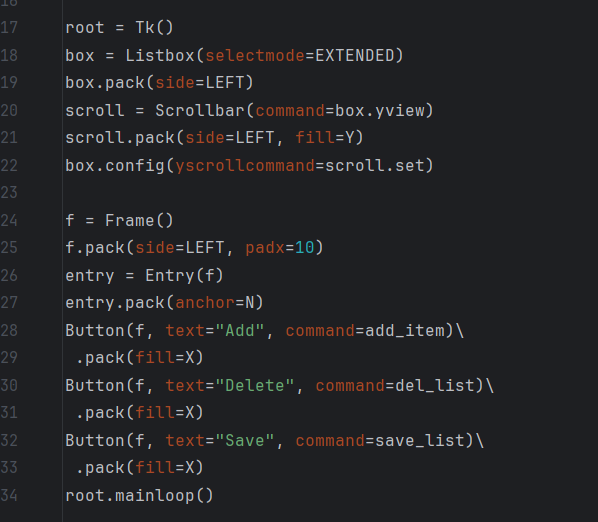 17 root = Tk()
18 box = Listbox(selectmode=EXTENDED)
19 box.pack(side=LEFT)
20 scroll = Scrollbar(command=box.yview)
21 scroll.pack(side=LEFT, fill=Y)
22 box.config(yscrollcommand=scroll.set)
23
24 f = Frame()
25 f.pack(side=LEFT, padx=10)
26 entry = Entry(f)
27 entry.pack(anchor=N)
28 Button(f, text="Add", command=add_item)\
29 .pack(fill=X)
30 Button(f, text="Delete", command=del_list)\
31 .pack(fill=X)
32 Button(f, text="Save", command=save_list)\
33 .pack(fill=X)
34 root.mainloop()